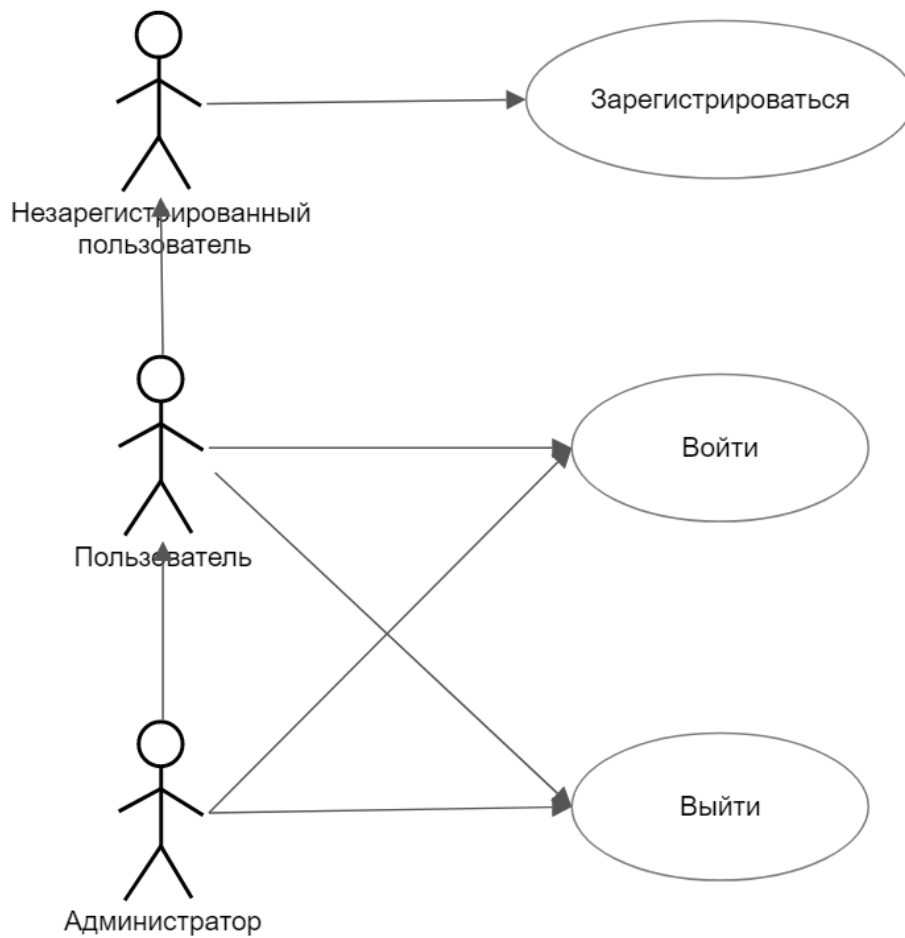 Зарегистрироваться
Незарегистрированный
пользователь
Войти
Пользователь
Выйти
Администратор